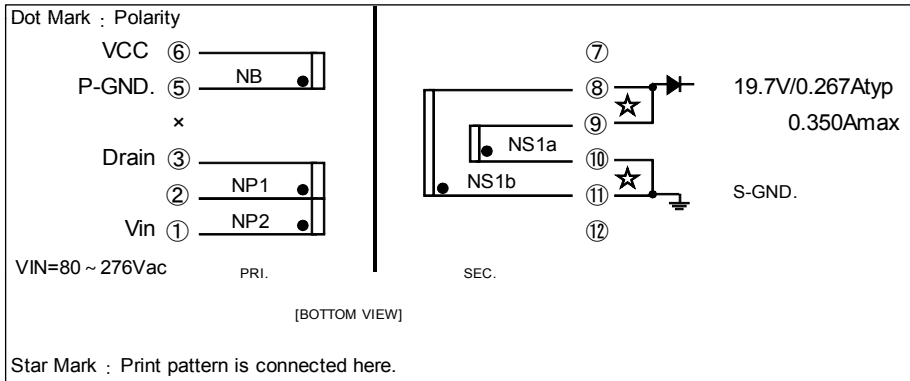 Dot Mark : Polarity
VCC ⑥
P-GND. ⑤ NB
×
Drain ③
② NP1
Vin ① NP2
VIN=80～276Vac
PRI.
⑦
⑧ 19.7V/0.267Atyp
☆
⑨ 0.350Amax
NS1a
⑩
NS1b ☆ S-GND.
⑪
⑫
SEC.
[BOTTOM VIEW]
Star Mark : Print pattern is connected here.